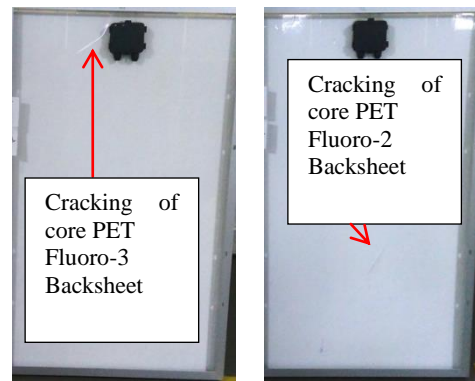 Cracking of
core PET
Fluoro-3
Backsheet
Cracking of
core PET
Fluoro-2
Backsheet